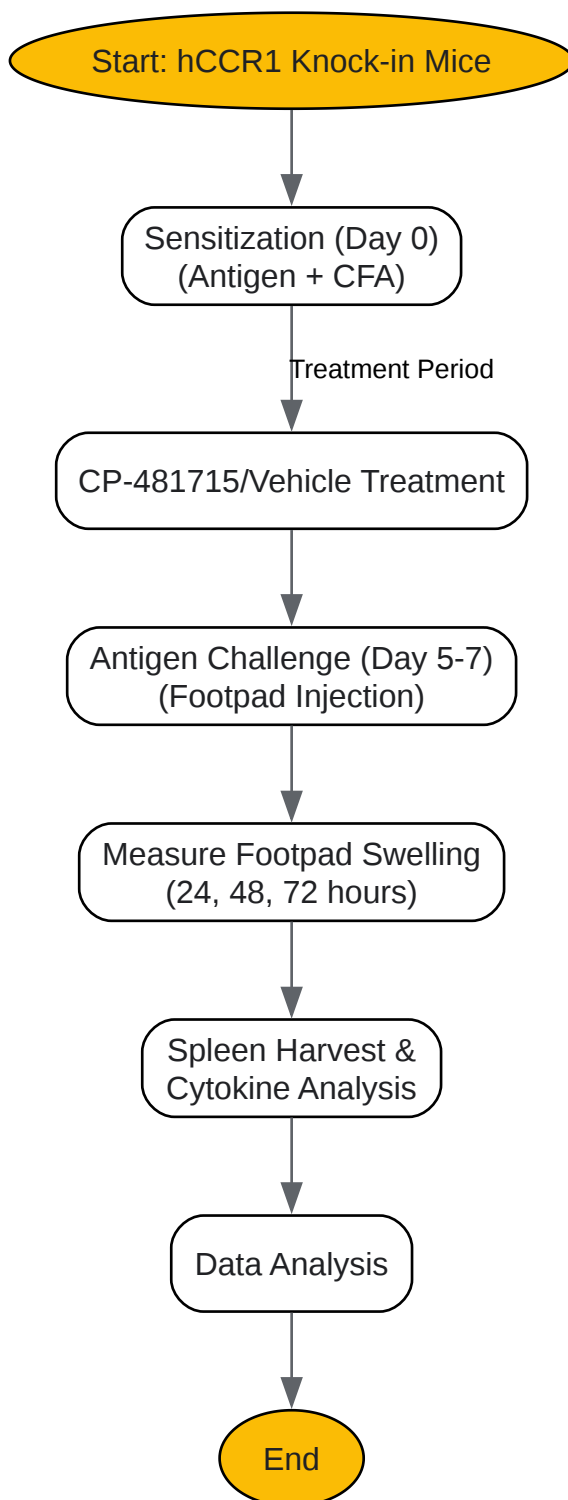 Start: hCCR1 Knock-in Mice
Sensitization (Day 0)
(Antigen + CFA)
Treatment Period
CP-481715/Vehicle Treatment
Antigen Challenge (Day 5-7)
(Footpad Injection)
Measure Footpad Swelling
(24, 48, 72 hours)
Spleen Harvest &
Cytokine Analysis
Data Analysis
End